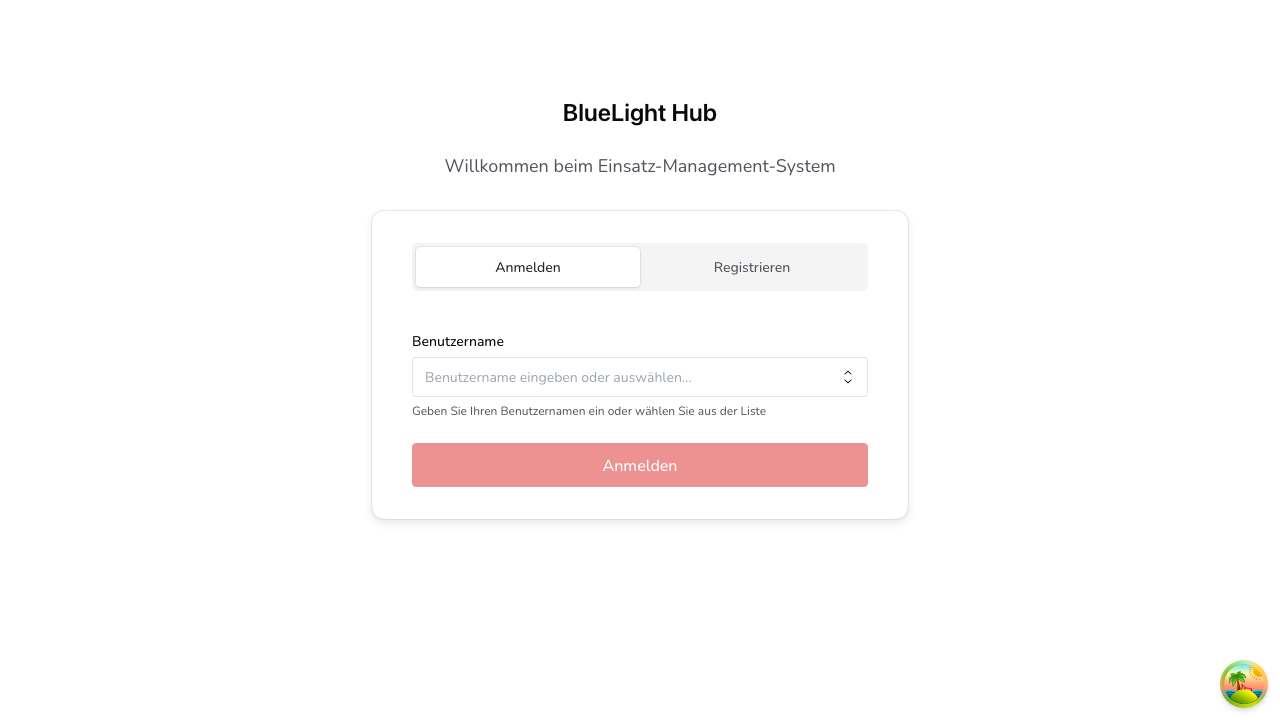 BlueLight Hub
Willkommen beim Einsatz-Management-System
Anmelden
Registrieren
Benutzername
Benutzername eingeben oder auswählen...
Geben Sie Ihren Benutzernamen ein oder wählen Sie aus der Liste
Anmelden